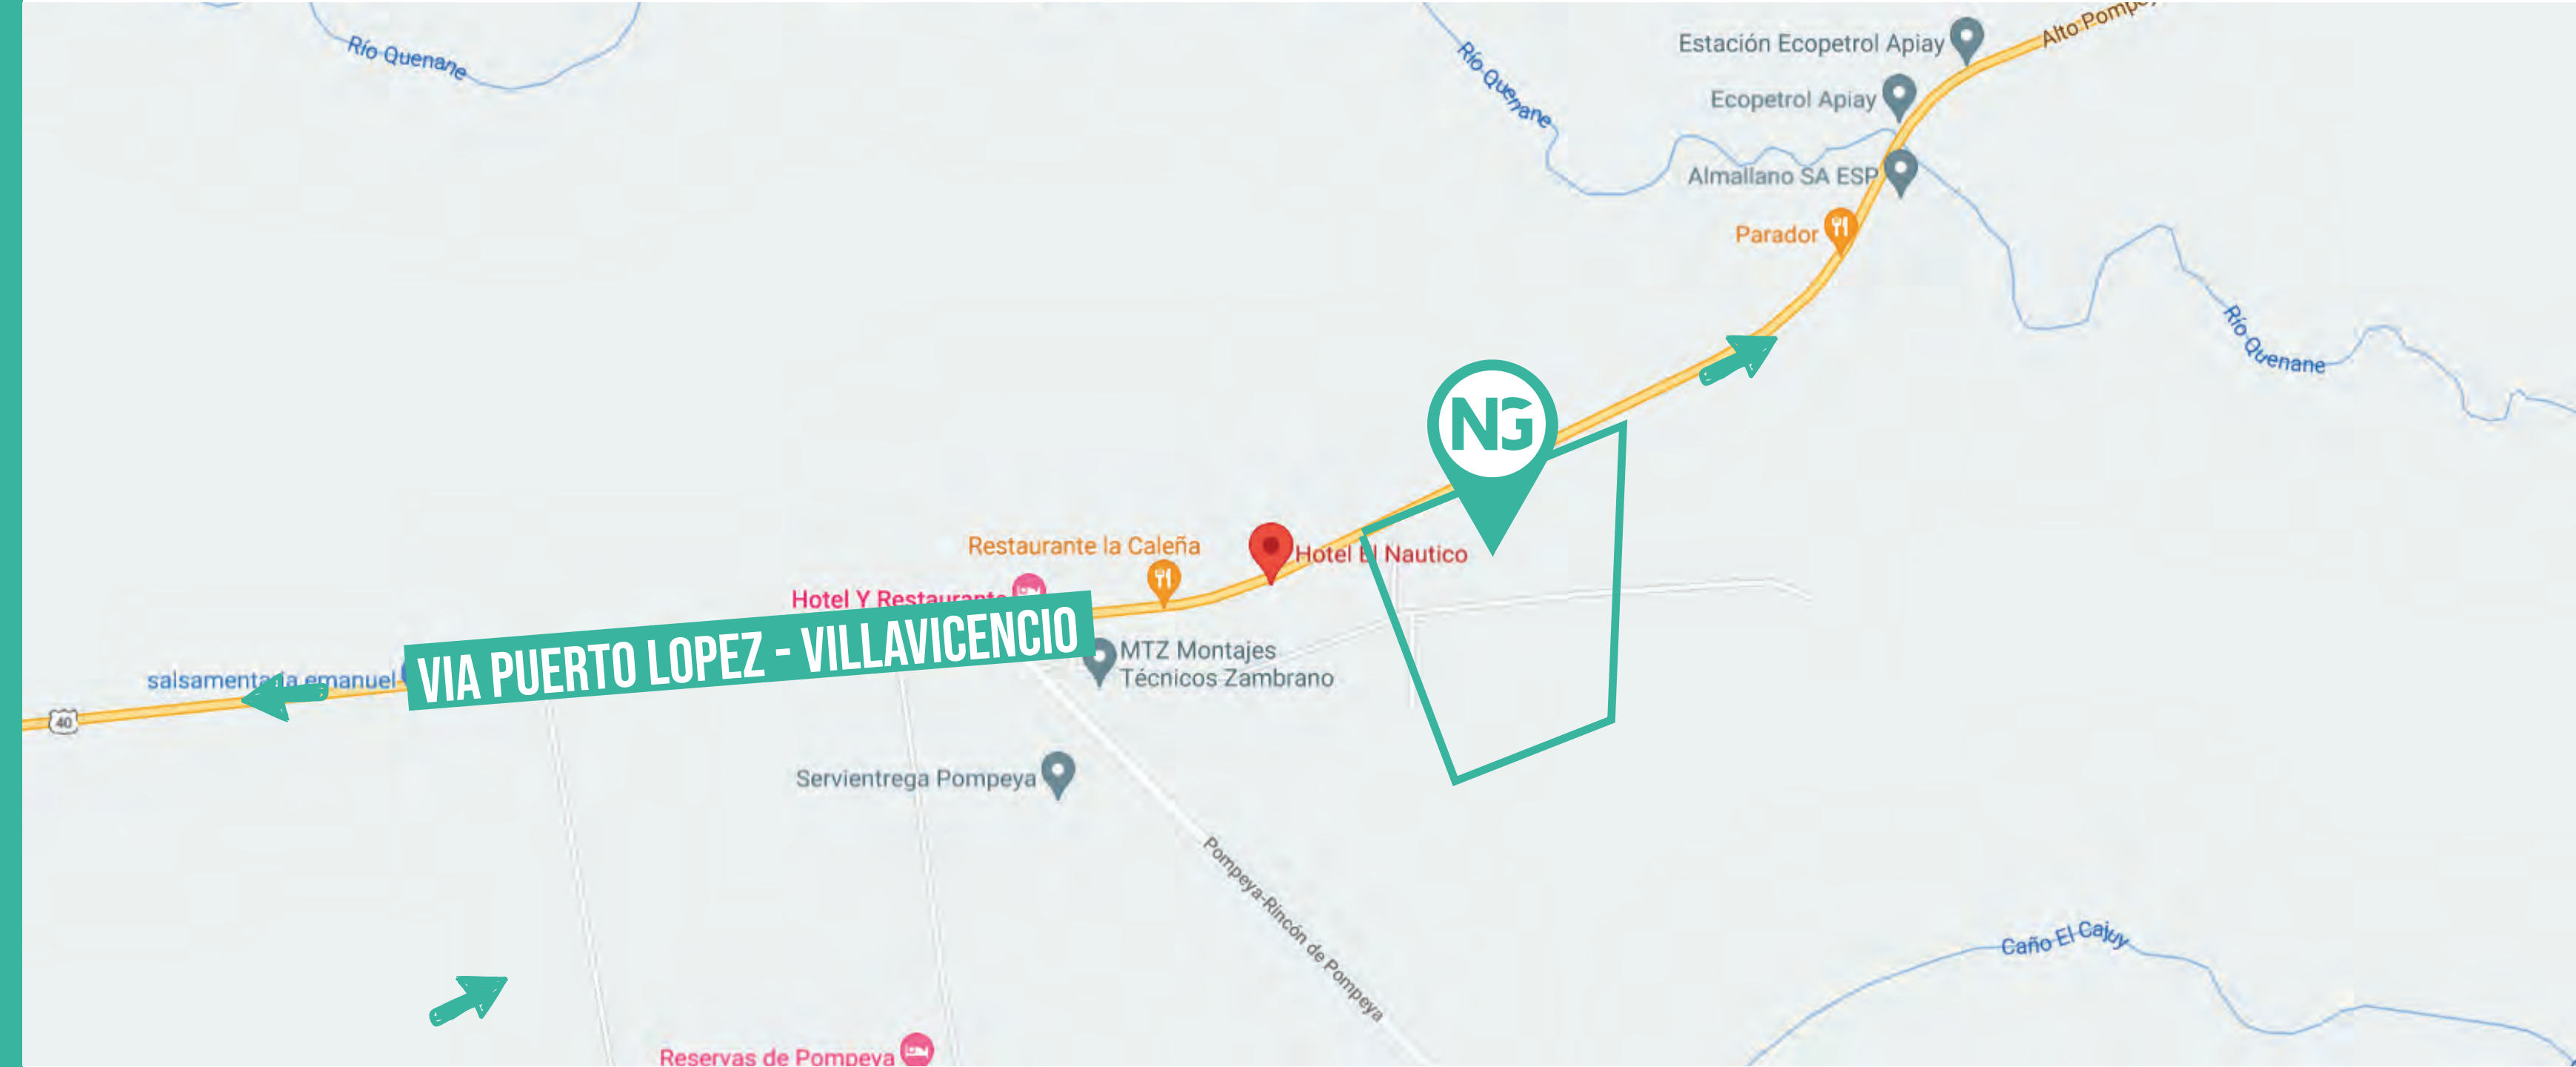 Alto Pompey
Estación Ecopetrol Apiay
Río Quenane
Río Quenane
Ecopetrol Apiay
Almallano SA ESP
Parador
Río Quenane
NG
Restaurante la Caleña
Hotel El Nautico
Hotel Y Restaurante
VIA PUERTO LOPEZ - VILLAVICENCIO
MTZ Montajes
Técnicos Zambrano
salsamentaria emanuel
40
Servientrega Pompeya
Pompeya-Rincón de Pompeya
Caño El Cajuy
Reservas de Pompeya